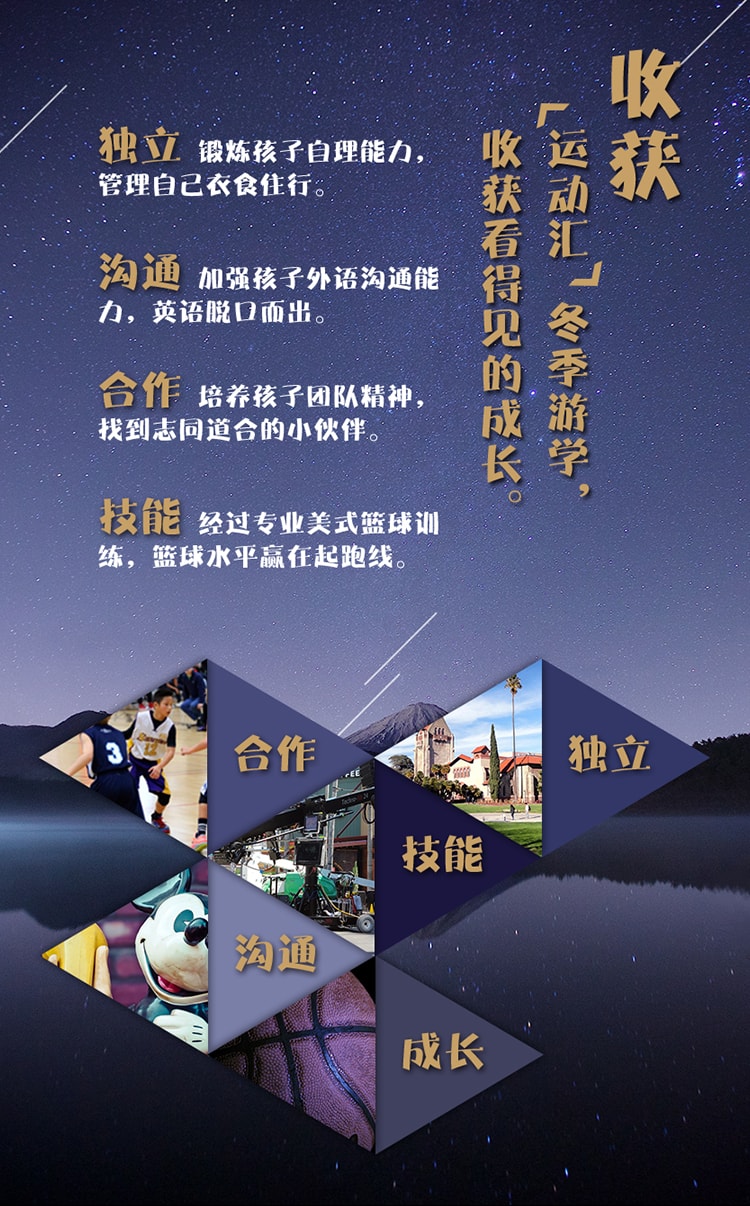 收获
「运动汇」冬季游学，
收获看得见的成长。
独立 锻炼孩子自理能力，
管理自己衣食住行。
沟通 加强孩子外语沟通能
力，英语脱口而出。
合作 培养孩子团队精神，
找到志同道合的小伙伴。
技能 经过专业美式篮球训
练，篮球水平赢在起跑线。
3
12
合作
独立
技能
沟通
成长